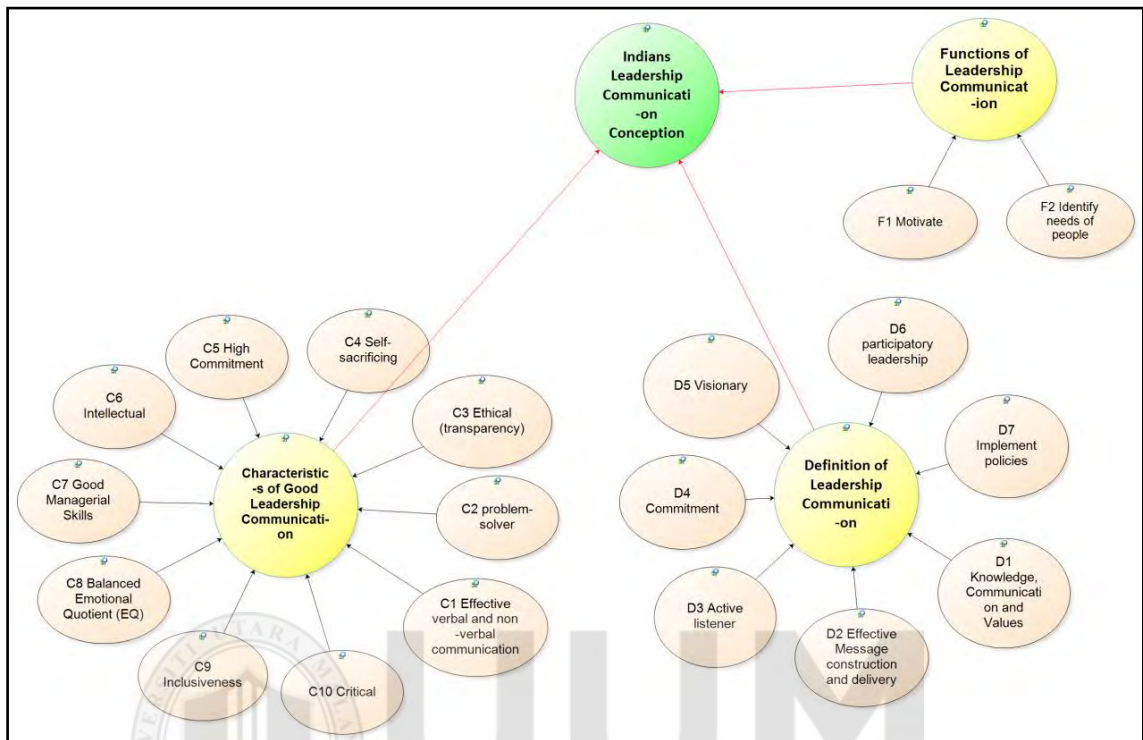 Indians
Leadership
Communicati
-on
Conception
Functions of
Leadership
Communicat
-ion
F1 Motivate
F2 Identify
needs of
people
C4 Self-
sacrificing
C5 High
Commitment
C6
Intellectual
C3 Ethical
(transparency)
C7 Good
Managerial
Skills
Characteristic
-s of Good
Leadership
Communicati-
on
C2 problem-
solver
C8 Balanced
Emotional
Quotient (EQ)
C1 Effective
verbal and non
-verbal
communication
C9
Inclusiveness
C10 Critical
D6
participatory
leadership
D5 Visionary
D7
Implement
policies
D4
Commitment
Definition of
Leadership
Communicati
-on
D3 Active
listener
D1
Knowledge,
Communicati
on and
Values
D2 Effective
Message
construction
and delivery
UTARA
UUM